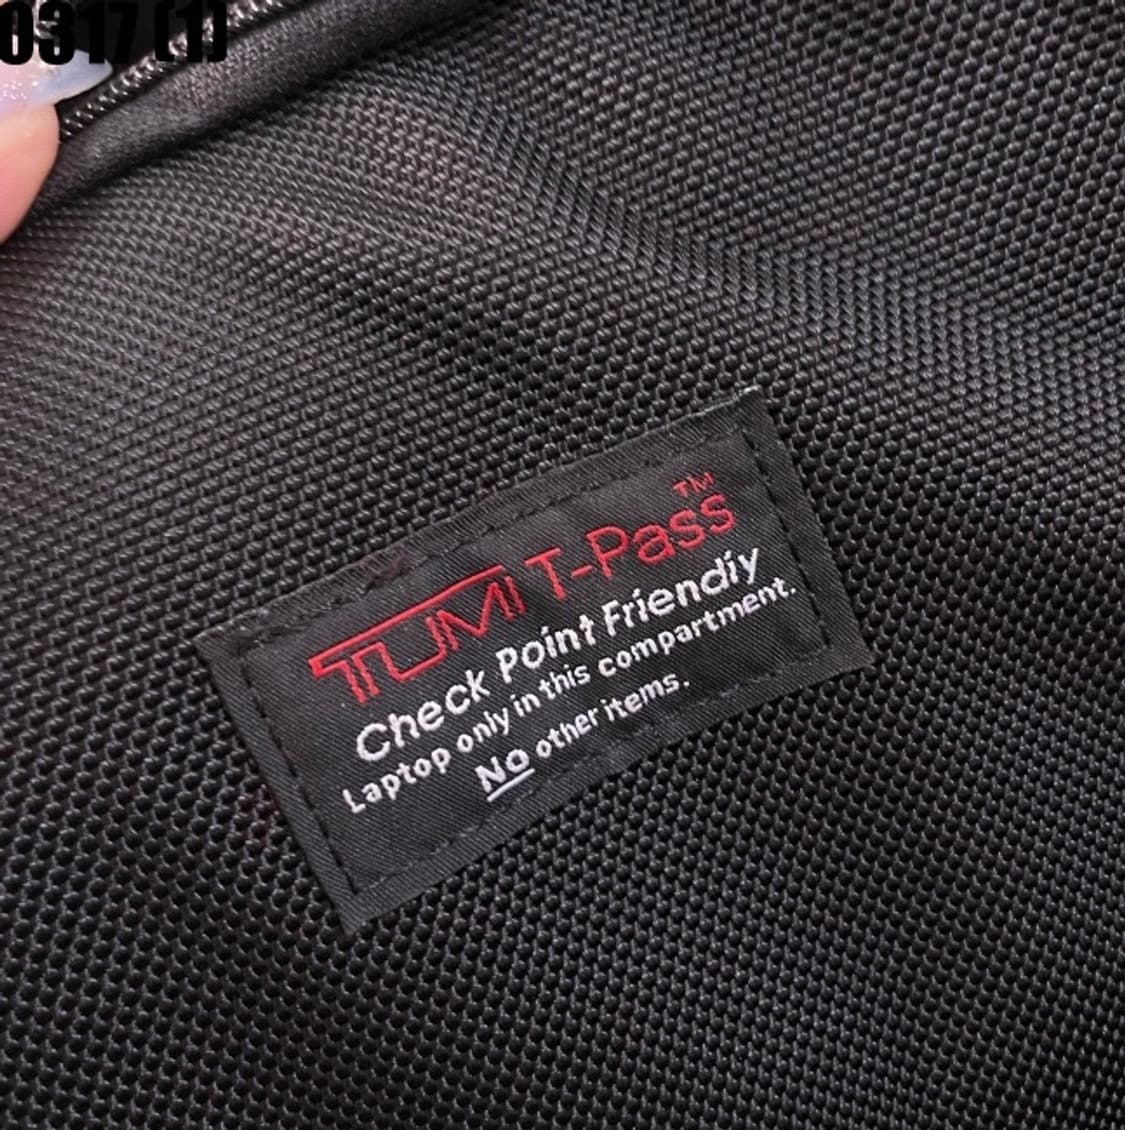 0317 (1)
TUMI T-Pass™
Check Point Friendiy
Laptop only in this compartment.
No other items.